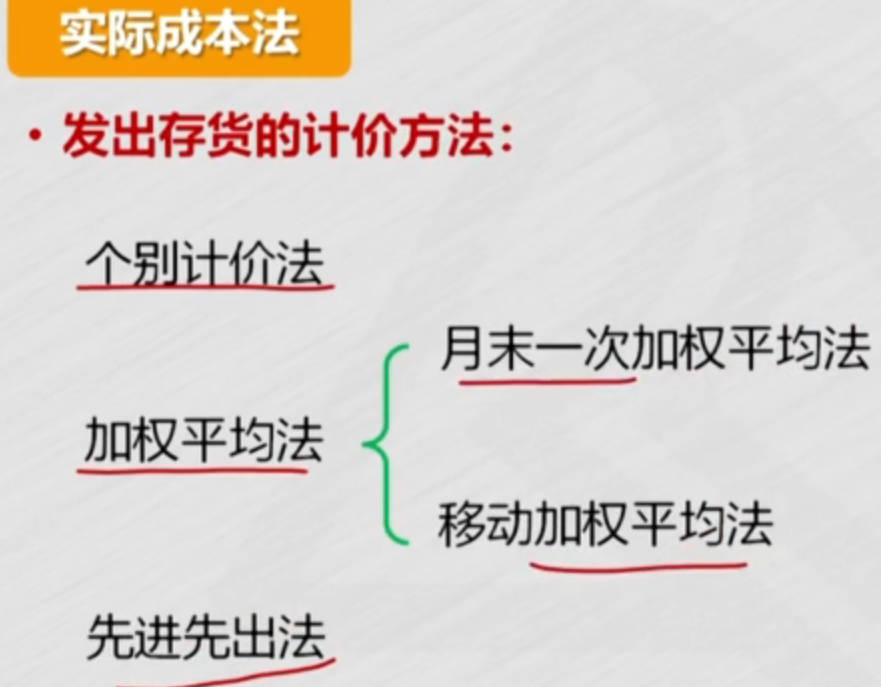 实际成本法
• 发出存货的计价方法：
个别计价法
加权平均法
月末一次加权平均法
移动加权平均法
先进先出法